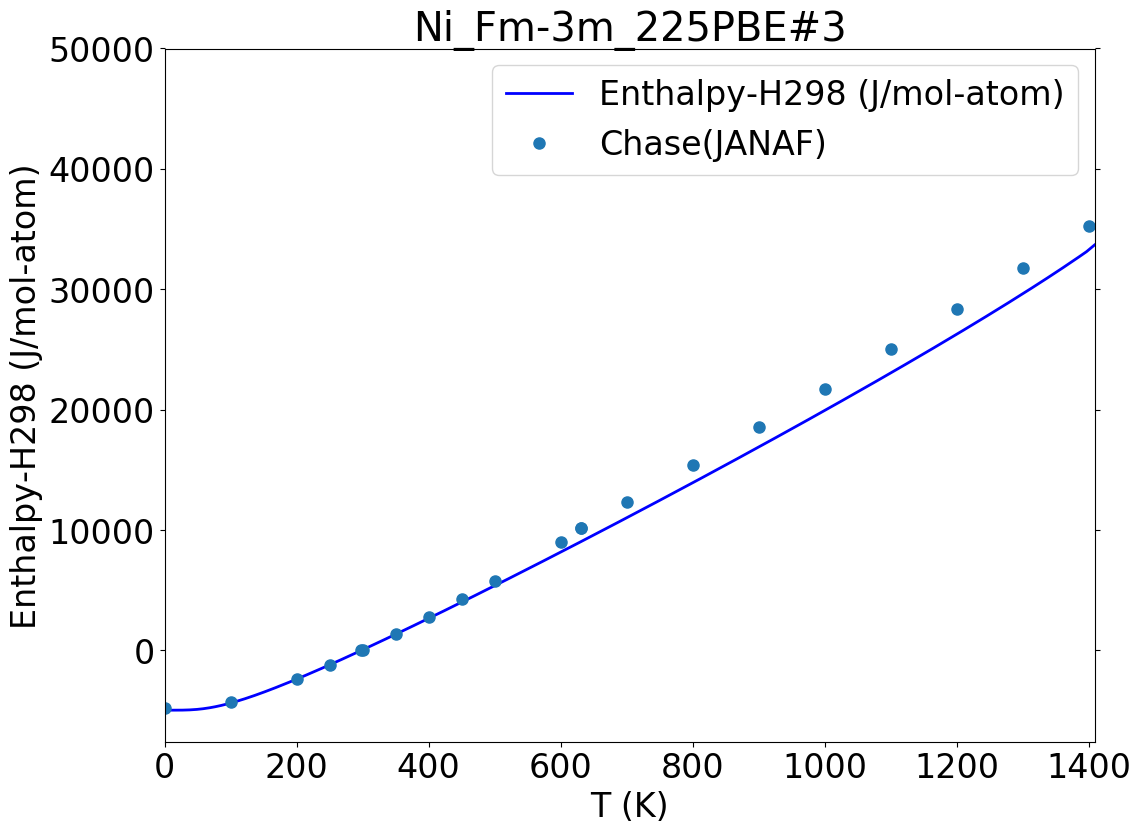 Ni_Fm-3m_225PBE#3
Enthalpy-H298 (J/mol-atom)
Chase(JANAF)
Enthalpy-H298 (J/mol-atom)
50000
40000
30000
20000
10000
0
0 200 400 600 800 1000 1200 1400
T (K)